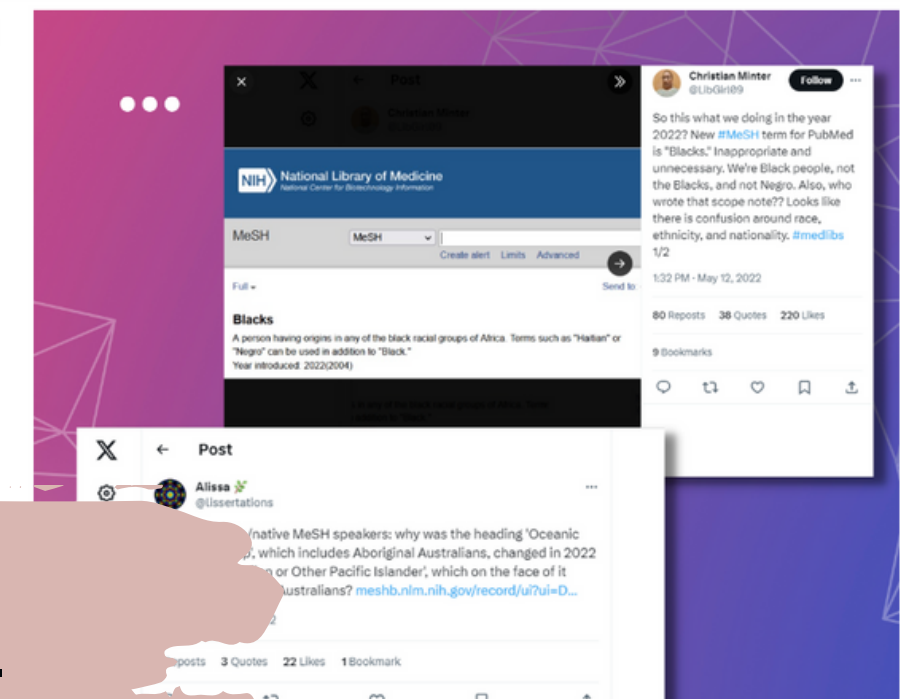 Post
Christian Minter
NIH
National Library of Medicine
National Center for Biotechnology Information
MeSH
MeSH
Create alert Limits Advanced
Full
Send to:
Blacks
A person having origins in any of the black racial groups of Africa. Terms such as "Haitian" or
"Negro" can be used in addition to "Black."
Year introduced: 2022(2004)
Christian Minter
@LibGirl09
Follow
So this what we doing in the year
2022? New #MeSH term for PubMed
is "Blacks." Inappropriate and
unnecessary. We're Black people, not
the Blacks, and not Negro. Also, who
wrote that scope note?? Looks like
there is confusion around race,
ethnicity, and nationality. #medlibs
1/2
1:32 PM · May 12, 2022
80 Reposts 38 Quotes 220 Likes
9 Bookmarks
X
Post
Alissa
@lissertations
/native MeSH speakers: why was the heading 'Oceanic
, which includes Aboriginal Australians, changed in 2022
or Other Pacific Islander', which on the face of it
Australians? meshb.nlm.nih.gov/record/ui?ui=D...
3 Quotes 22 Likes 1 Bookmark